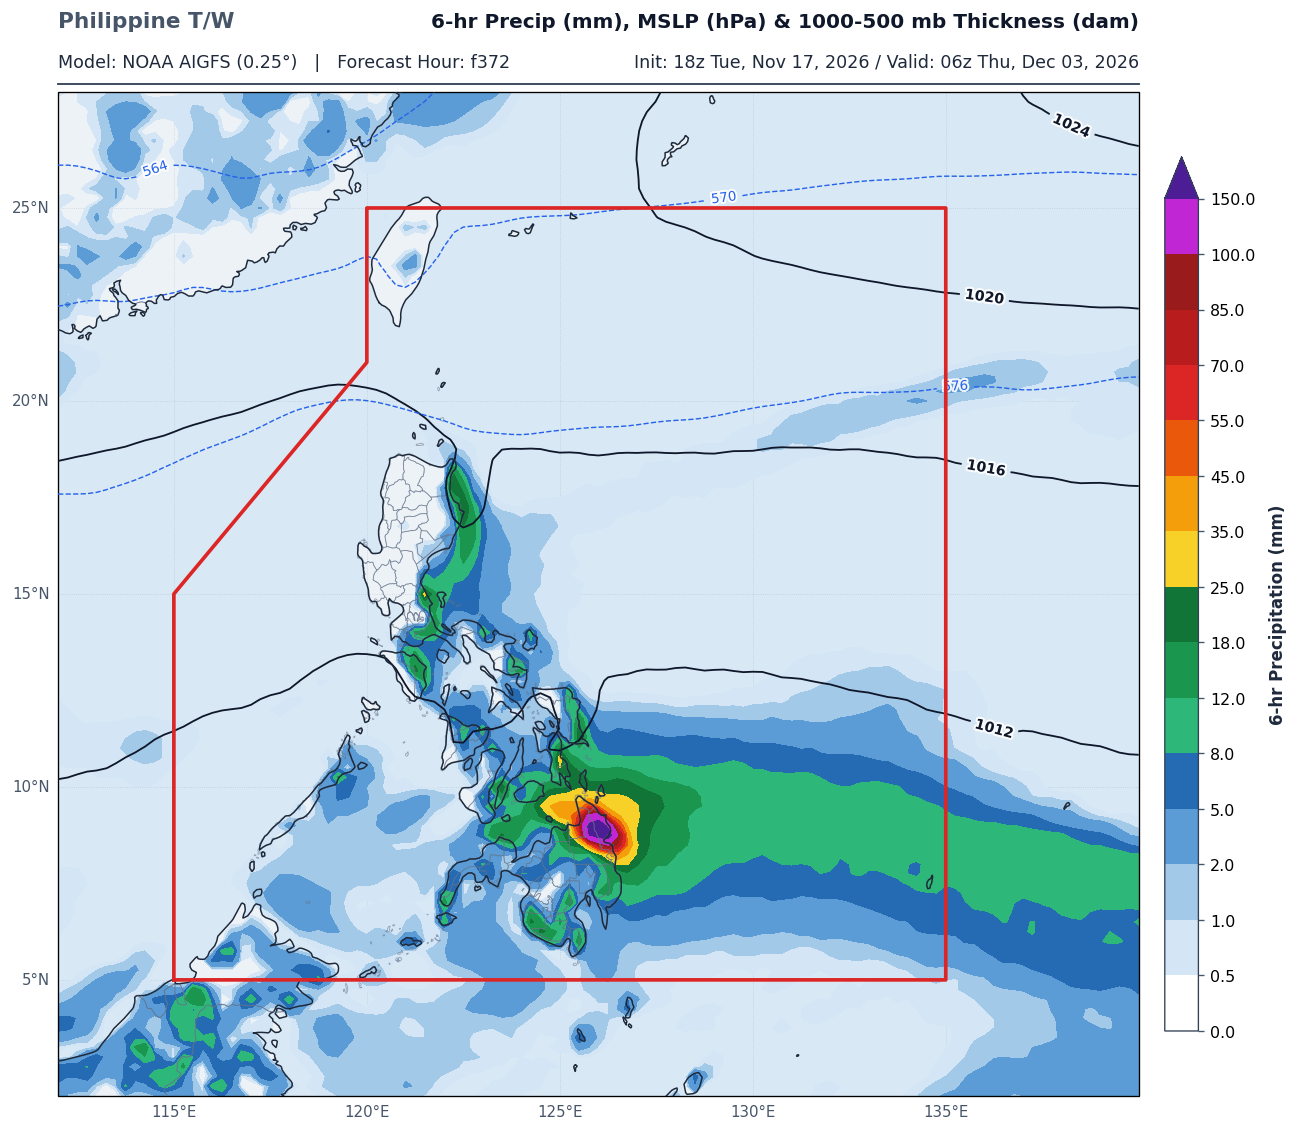 Philippine T/W
6-hr Precip (mm), MSLP (hPa) & 1000-500 mb Thickness (dam)
Model: NOAA AIGFS (0.25°) | Forecast Hour: f372
Init: 18z Tue, Nov 17, 2026 / Valid: 06z Thu, Dec 03, 2026
1024
564
570
1020
576
1016
1012
25°N
20°N
15°N
10°N
5°N
115°E
120°E
125°E
130°E
135°E
150.0
100.0
85.0
70.0
55.0
45.0
35.0
25.0
18.0
12.0
8.0
5.0
2.0
1.0
0.5
0.0
6-hr Precipitation (mm)